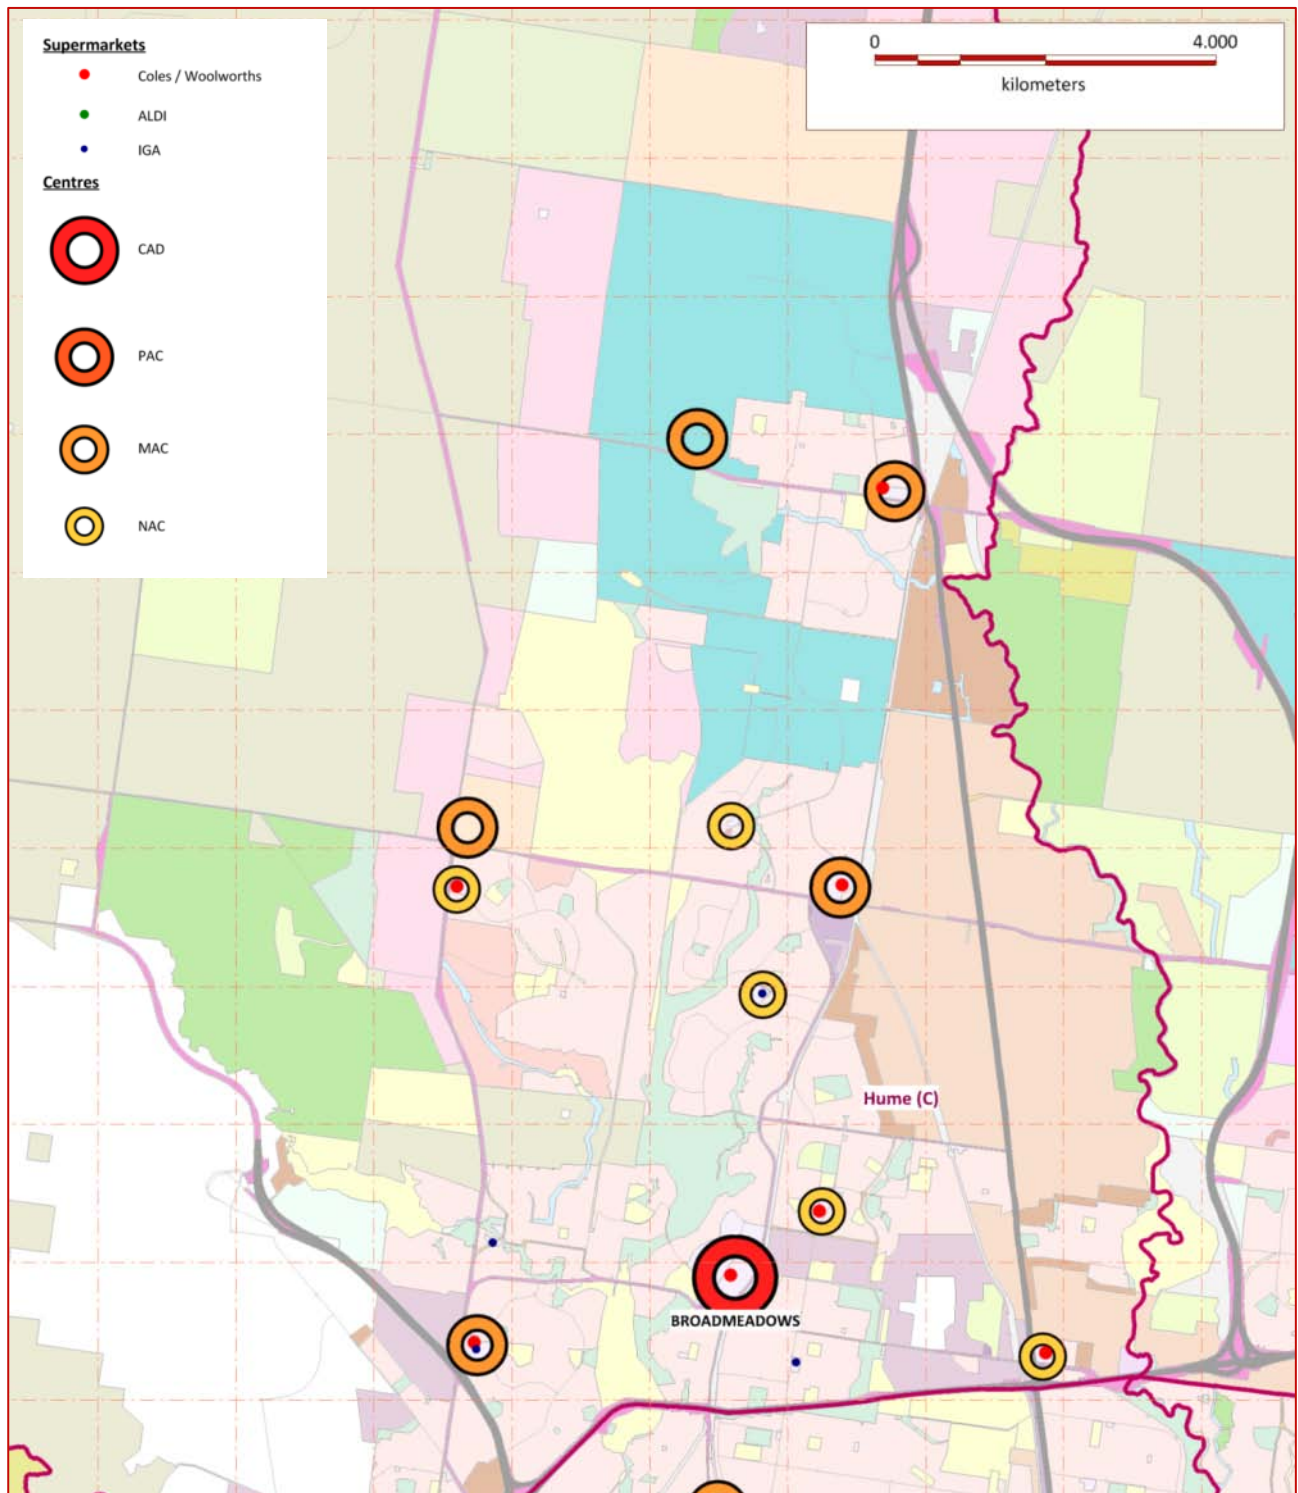 Supermarkets
Coles / Woolworths
ALDI
IGA
Centres
CAD
PAC
MAC
NAC
0 4.000
kilometers
Hume (C)
BROADMEADOWS